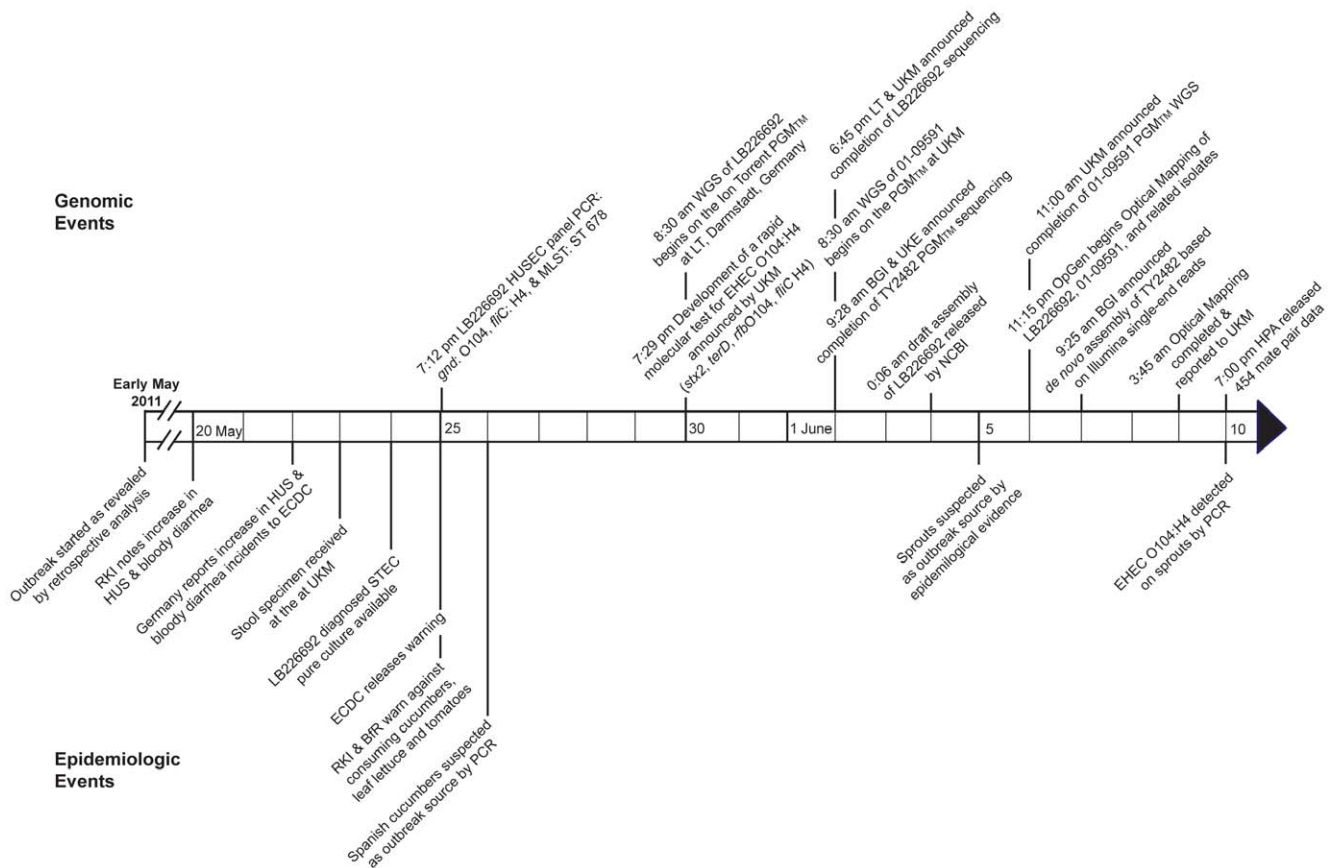 Genomic
Events
7:12 pm LB226692 HUSEC panel PCR:
gnd: O104, fliC: H4, & MLST: ST 678
8:30 am WGS of LB226692
begins on the Ion Torrent PGM™
at LT, Darmstadt, Germany
7:29 pm Development of a rapid
molecular test for EHEC O104:H4
announced by UKM
(stx2, terD, rfbO104, fliC H4)
6:45 pm LT & UKM announced
completion of LB226692 sequencing
8:30 am WGS of 01-09591
begins on the PGM™ at UKM
9:28 am BGI & UKE announced
completion of TY2482 PGM™ sequencing
0:06 am draft assembly
of LB226692 released
by NCBI
11:00 am UKM announced
completion of 01-09591 PGM™ WGS
11:15 pm OpGen begins Optical Mapping of
LB226692, 01-09591, and related isolates
9:25 am BGI announced
de novo assembly of TY2482 based
on Illumina single-end reads
3:45 am Optical Mapping
completed &
reported to UKM
7:00 pm HPA released
454 mate pair data
Early May
2011
20 May
25
30
1 June
5
10
Outbreak started as revealed
by retrospective analysis
RKI notes increase in
HUS & bloody diarrhea
Germany reports increase in HUS &
bloody diarrhea incidents to ECDC
Stool specimen received
at the at UKM
LB226692 diagnosed STEC
pure culture available
ECDC releases warning
RKI & BfR warn against
consuming cucumbers,
leaf lettuce and tomatoes
Spanish cucumbers suspected
as outbreak source by PCR
Sprouts suspected
as outbreak source by
epidemilogical evidence
EHEC O104:H4 detected
on sprouts by PCR
Epidemiologic
Events